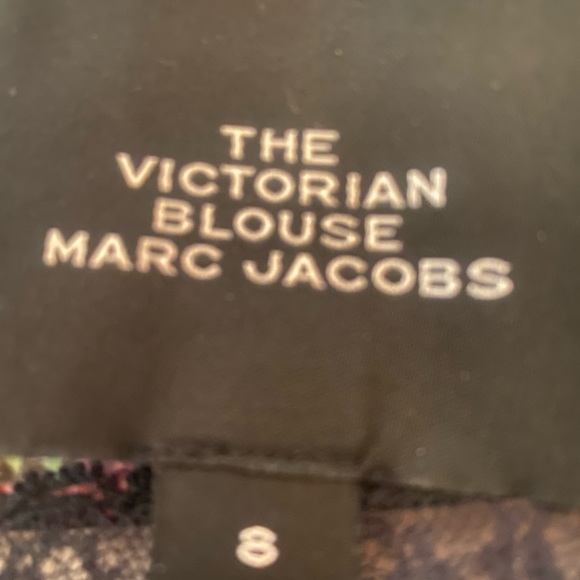 THE
VICTORIAN
BLOUSE
MARC JACOBS
8